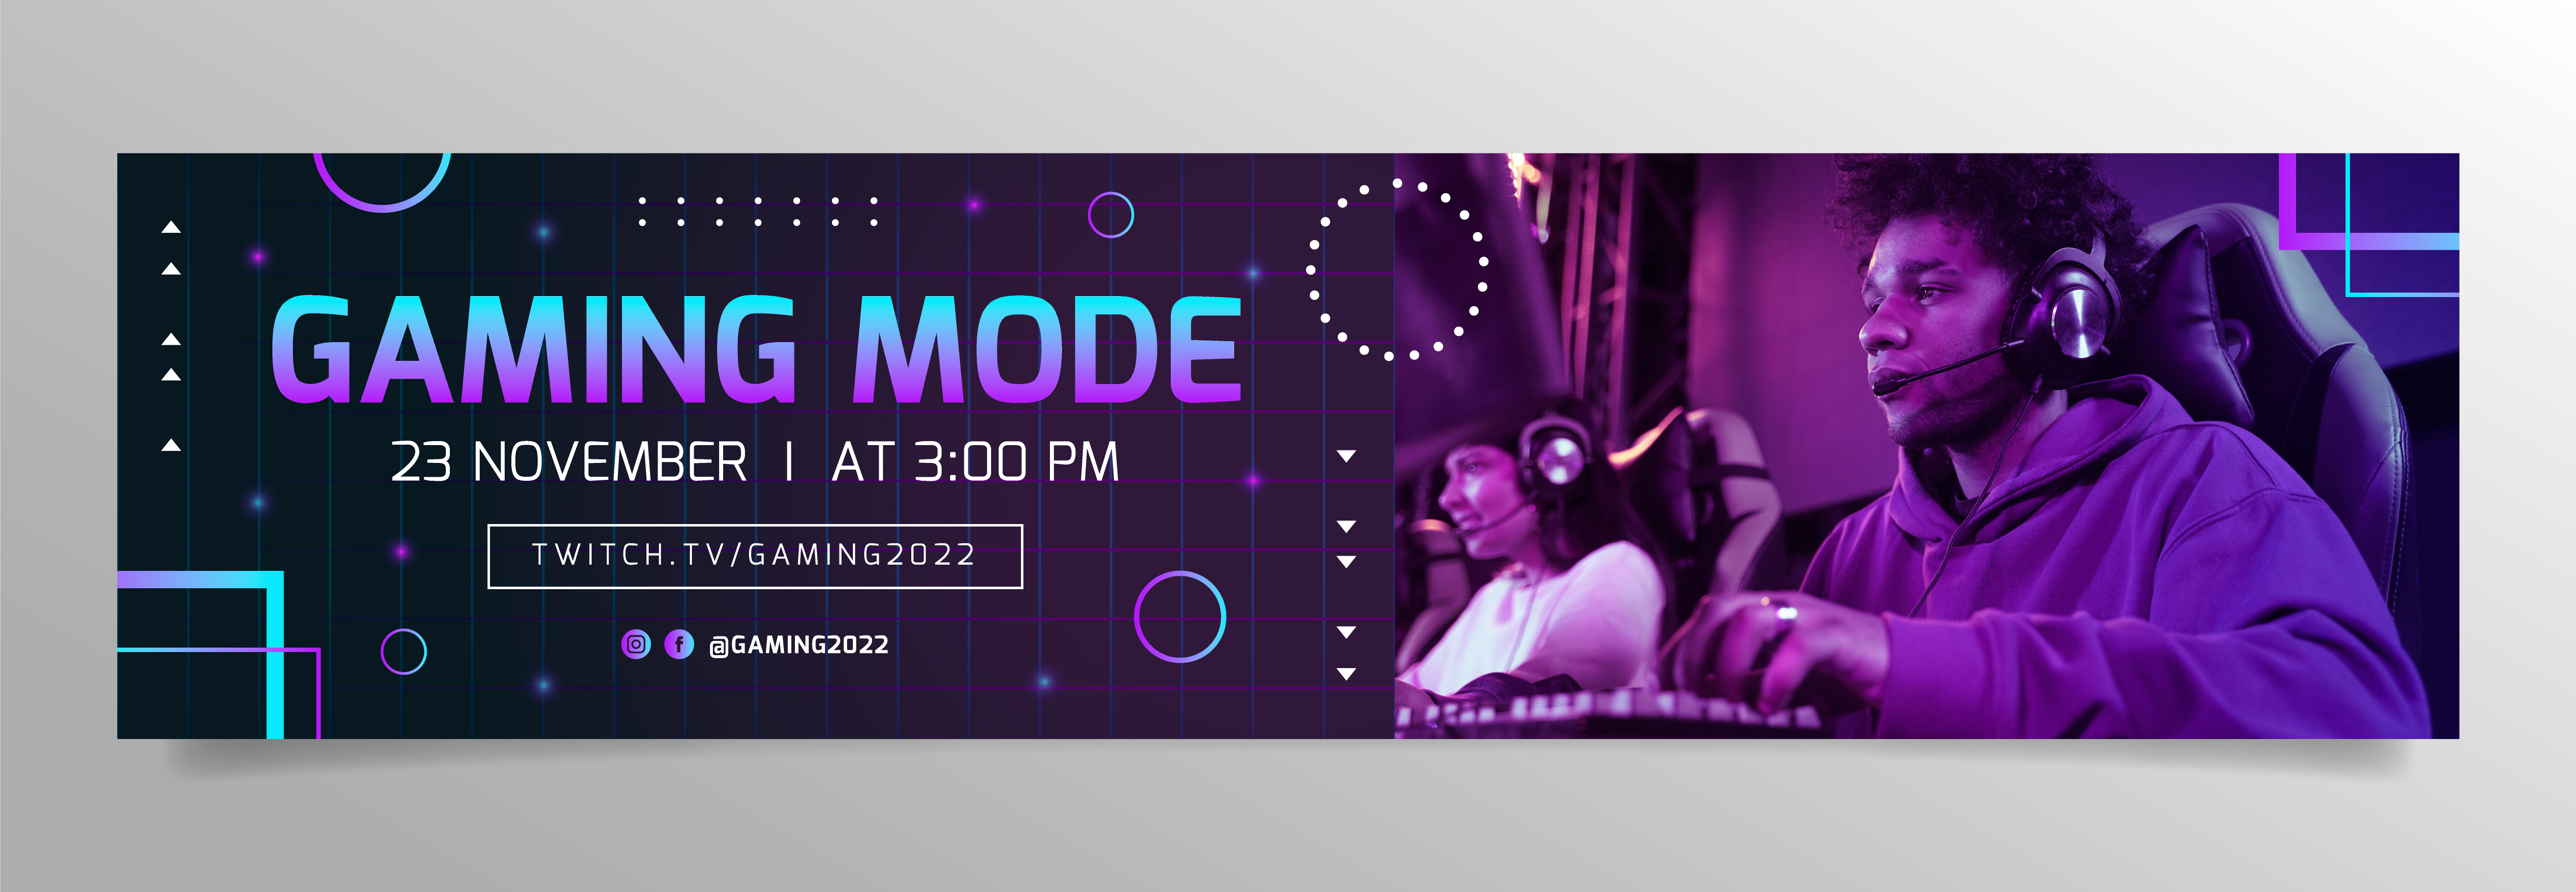 GAMING MODE
23 NOVEMBER | AT 3:00 PM
TWITCH.TV/GAMING2022
@GAMING2022